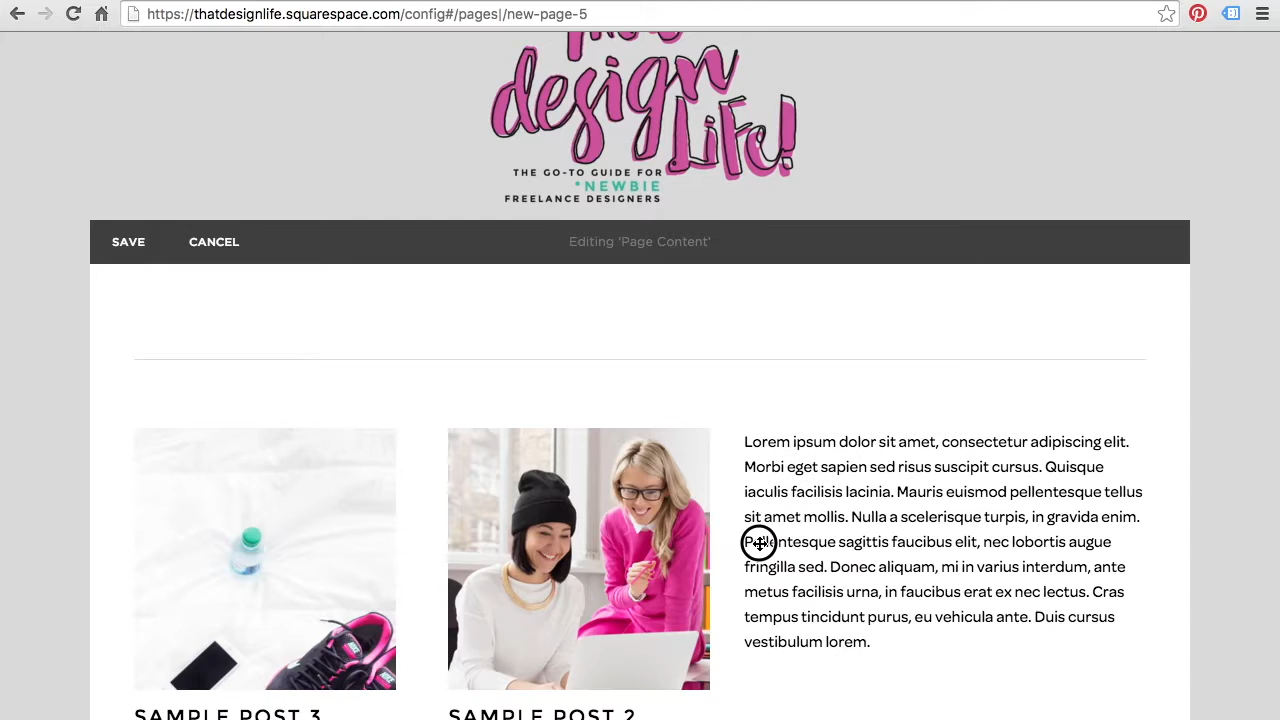 https://thatdesignlife.squarespace.com/config#/pages|/new-page-5
design
Life!
THE GO-TO GUIDE FOR
*NEWBIE
FREELANCE DESIGNERS
SAVE CANCEL Editing 'Page Content'
Lorem ipsum dolor sit amet, consectetur adipiscing elit.
Morbi eget sapien sed risus suscipit cursus. Quisque
iaculis facilisis lacinia. Mauris euismod pellentesque tellus
sit amet mollis. Nulla a scelerisque turpis, in gravida enim.
Pellentesque sagittis faucibus elit, nec lobortis augue
fringilla sed. Donec aliquam, mi in varius interdum, ante
metus facilisis urna, in faucibus erat ex nec lectus. Cras
tempus tincidunt purus, eu vehicula ante. Duis cursus
vestibulum lorem.
SAMPLE POST 3
SAMPLE POST 2